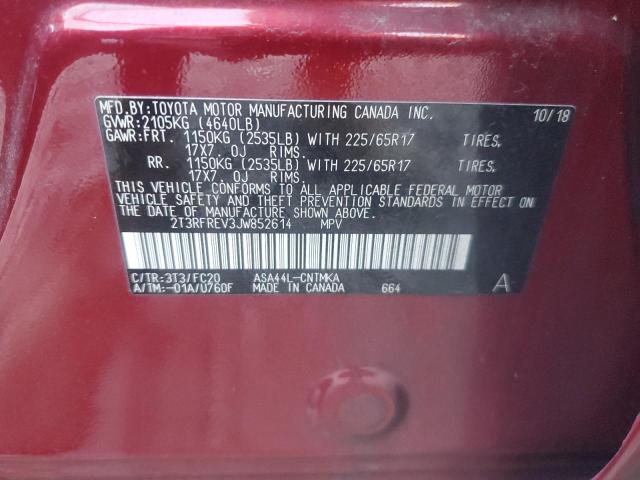 MFD.BY:TOYOTA MOTOR MANUFACTURING CANADA INC. 10/18
GVWR:2105KG (4640LB)
GAWR:FRT. 1150KG (2535LB) WITH 225/65R17 TIRES,
17X7.0J RIMS.
RR. 1150KG (2535LB) WITH 225/65R17 TIRES,
17X7.0J RIMS.
THIS VEHICLE CONFORMS TO ALL APPLICABLE FEDERAL MOTOR
VEHICLE SAFETY AND THEFT PREVENTION STANDARDS IN EFFECT ON
THE DATE OF MANUFACTURE SHOWN ABOVE.
2T3RFREV3JW852614 MPV
C/TR:3T3/FC20 ASA44L-CNTMKA
A/TM:-01A/U760F MADE IN CANADA 664 A